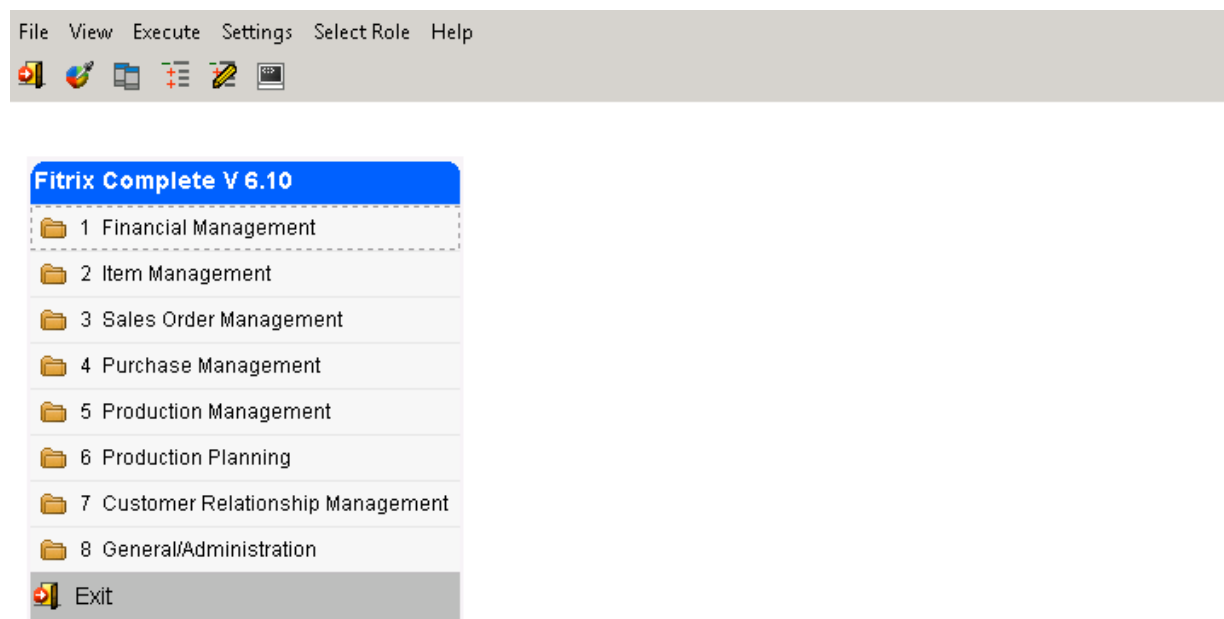 File View Execute Settings Select Role Help
Fitrix Complete V 6.10
1 Financial Management
2 Item Management
3 Sales Order Management
4 Purchase Management
5 Production Management
6 Production Planning
7 Customer Relationship Management
8 General/Administration
Exit